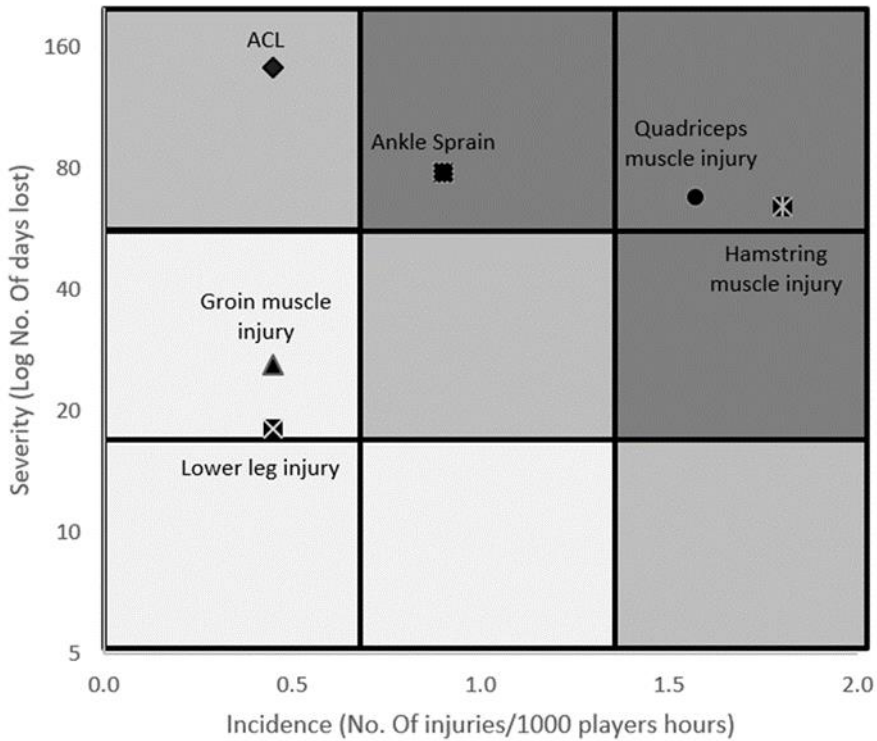 160
ACL
Ankle Sprain
Quadriceps
muscle injury
80
Hamstring
muscle injury
40
Groin muscle
injury
20
Lower leg injury
10
5
0.0
0.5
1.0
1.5
2.0
Severity (Log No. Of days lost)
Incidence (No. Of injuries/1000 players hours)